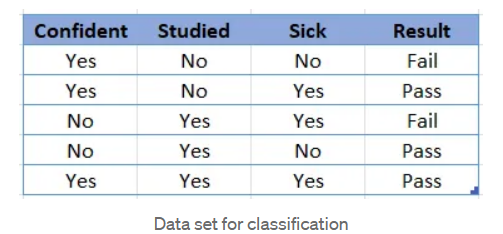 Confident Studied Sick Result
Yes No No Fail
Yes No Yes Pass
No Yes Yes Fail
No Yes No Pass
Yes Yes Yes Pass
Data set for classification